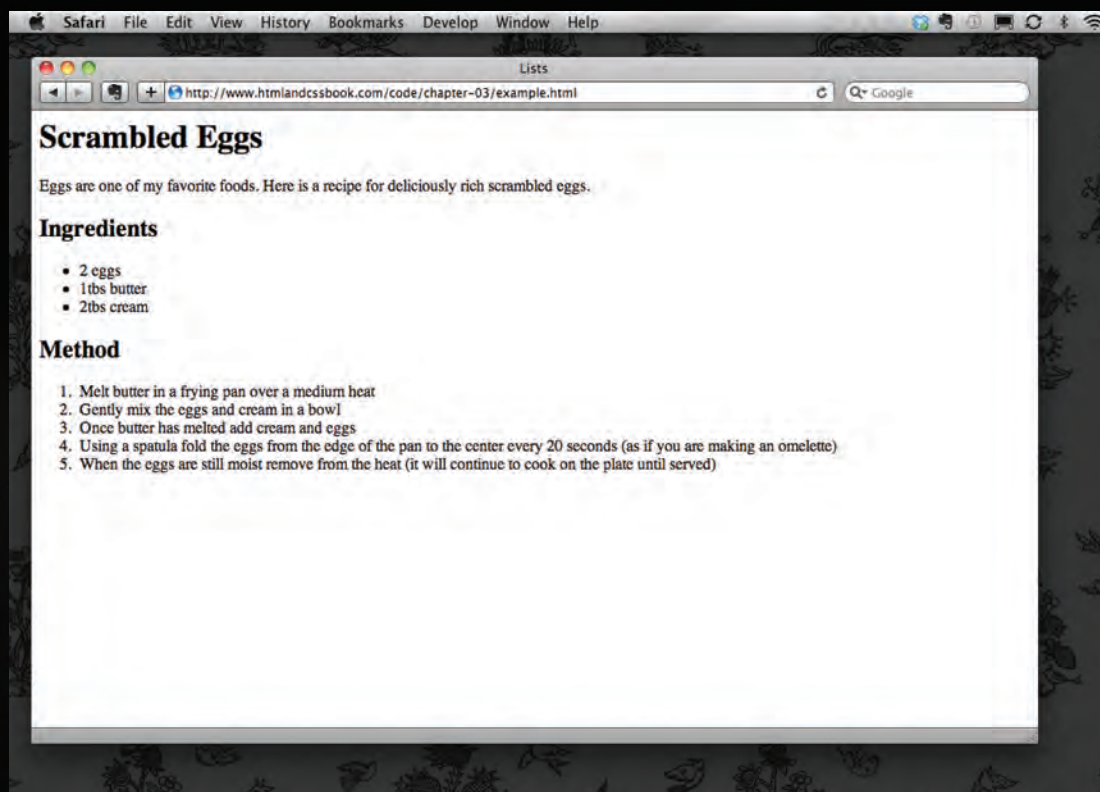 Safari File Edit View History Bookmarks Develop Window Help
Lists
http://www.htmlandcssbook.com/code/chapter-03/example.html
Google
Scrambled Eggs
Eggs are one of my favorite foods. Here is a recipe for deliciously rich scrambled eggs.
Ingredients
• 2 eggs
• 1tbs butter
• 2tbs cream
Method
1. Melt butter in a frying pan over a medium heat
2. Gently mix the eggs and cream in a bowl
3. Once butter has melted add cream and eggs
4. Using a spatula fold the eggs from the edge of the pan to the center every 20 seconds (as if you are making an omelette)
5. When the eggs are still moist remove from the heat (it will continue to cook on the plate until served)